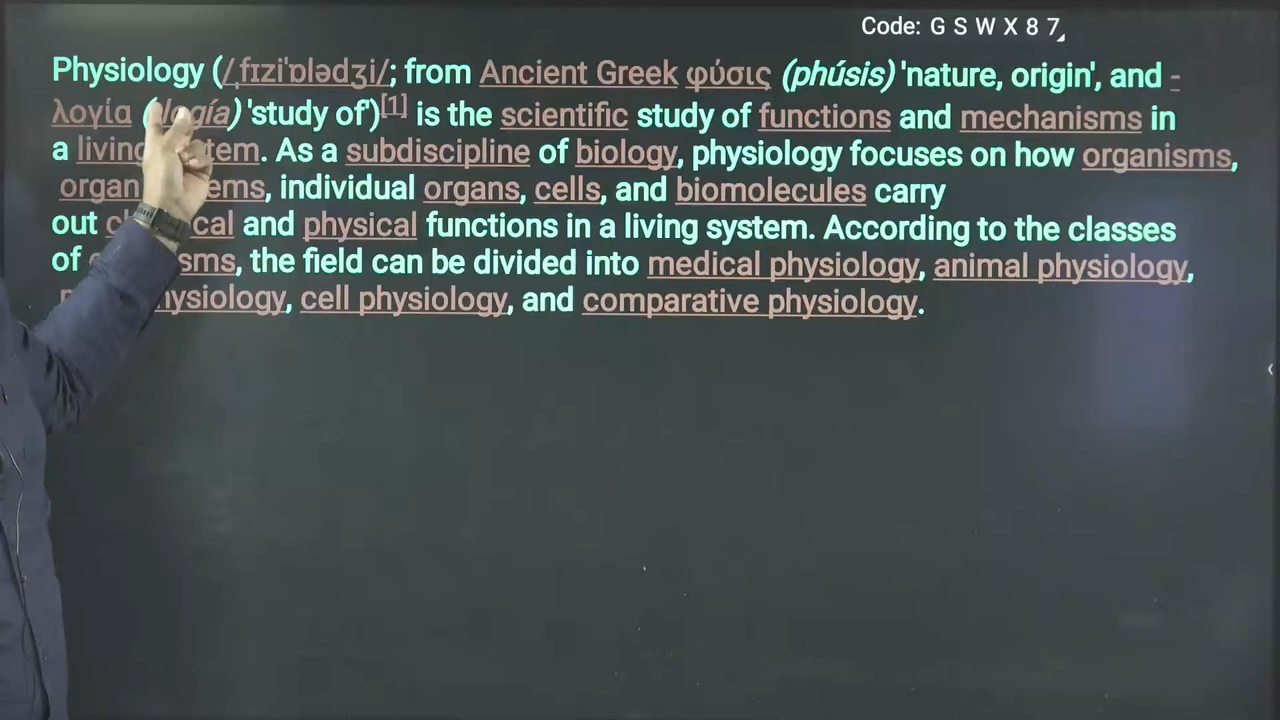 Code: G S W X 8 7
Physiology (/ˌfɪziˈɒlədʒi/; from Ancient Greek φύσις (phúsis) 'nature, origin', and -
λογία 'study of')[1] is the scientific study of functions and mechanisms in
a living. As a subdiscipline of biology, physiology focuses on how organisms,
organ, individual organs, cells, and biomolecules carry
out and physical functions in a living system. According to the classes
of, the field can be divided into medical physiology, animal physiology,
physiology, cell physiology, and comparative physiology.